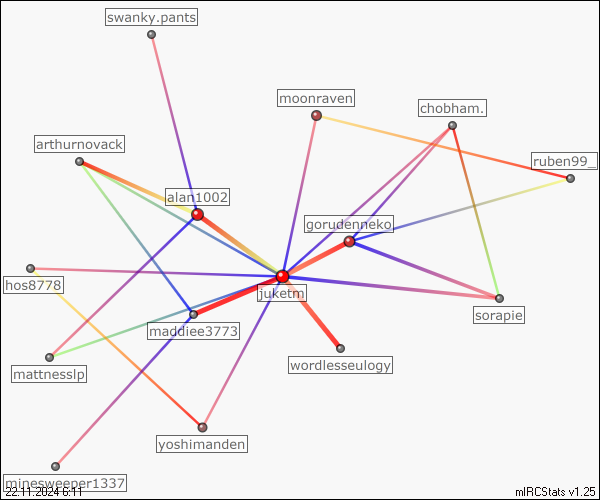 swanky.pants
moonraven
chobham.
arthurnovack
ruben99_
alan1002
gorudenneko
hos8778
juketm
sorapie
maddiee3773
wordlesseulogy
mattnesslp
yoshimanden
minesweeper1337
22.11.2024 6:11
mIRCStats v1.25